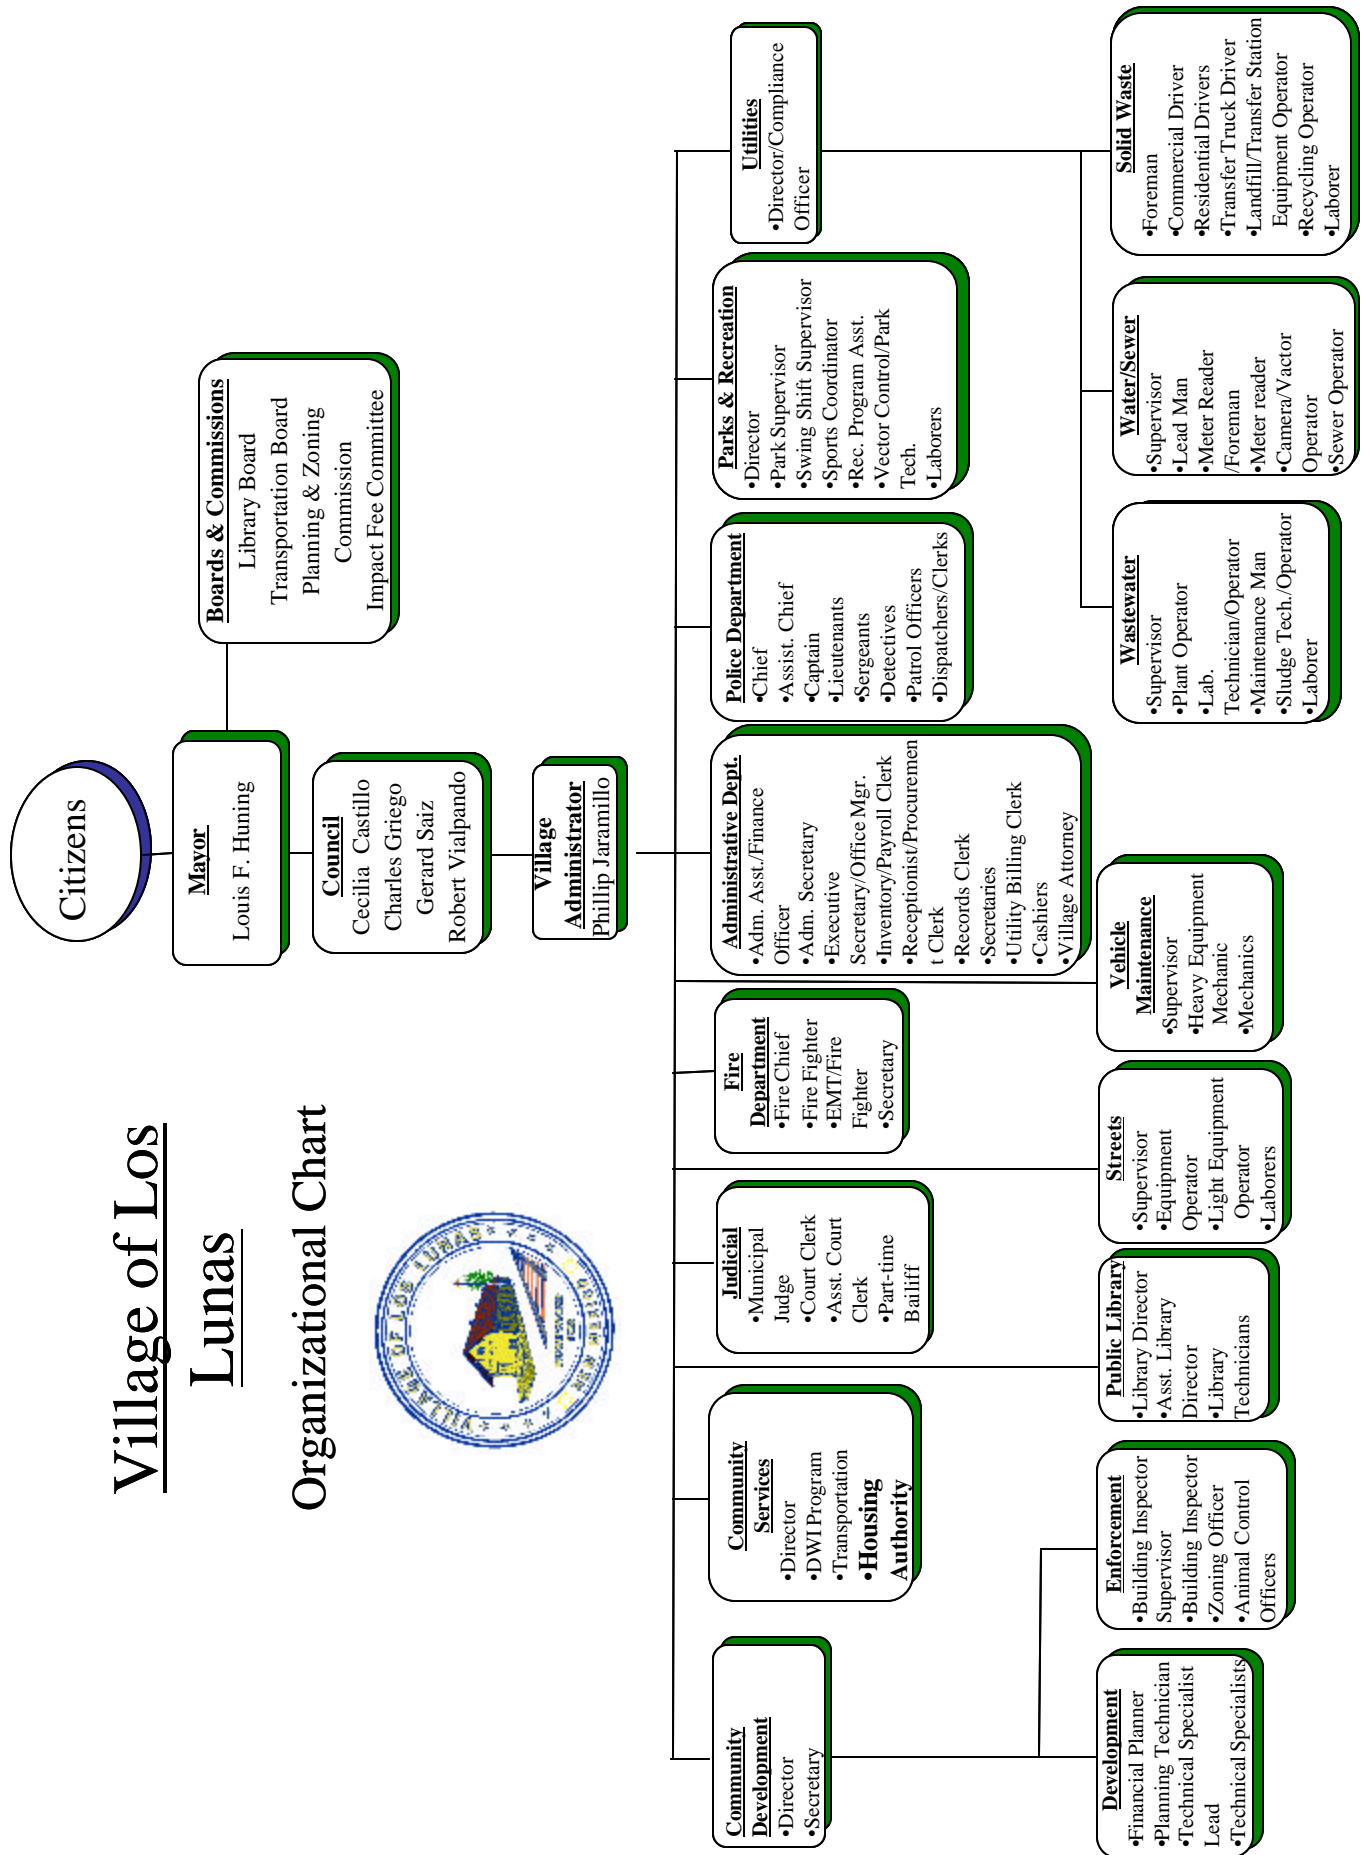 Village of Los
Lunas
Organizational Chart
VILLAGE OF LOS LUNAS
Citizens
Mayor
Louis F. Huning
Boards & Commissions
Library Board
Transportation Board
Planning & Zoning
Commission
Impact Fee Committee
Council
Cecilia Castillo
Charles Griego
Gerard Saiz
Robert Vialpando
Village
Administrator
Phillip Jaramillo
Community
Development
•Director
•Secretary
Community
Services
•Director
•DWI Program
•Transportation
•Housing
Authority
Judicial
•Municipal
Judge
•Court Clerk
•Asst. Court
Clerk
•Part-time
Bailiff
Fire
Department
•Fire Chief
•Fire Fighter
•EMT/Fire
Fighter
•Secretary
Administrative Dept.
•Adm. Asst./Finance
Officer
•Adm. Secretary
•Executive
Secretary/Office Mgr.
•Inventory/Payroll Clerk
•Receptionist/Procuremen
t Clerk
•Records Clerk
•Secretaries
•Utility Billing Clerk
•Cashiers
•Village Attorney
Police Department
•Chief
•Assist. Chief
•Captain
•Lieutenants
•Sergeants
•Detectives
•Patrol Officers
•Dispatchers/Clerks
Parks & Recreation
•Director
•Park Supervisor
•Swing Shift Supervisor
•Sports Coordinator
•Rec. Program Asst.
•Vector Control/Park
Tech.
•Laborers
Utilities
•Director/Compliance
Officer
Development
•Financial Planner
•Planning Technician
•Technical Specialist
Lead
•Technical Specialists
Enforcement
•Building Inspector
Supervisor
•Building Inspector
•Zoning Officer
•Animal Control
Officers
Public Library
•Library Director
•Asst. Library
Director
•Library
Technicians
Streets
•Supervisor
•Equipment
Operator
•Light Equipment
Operator
•Laborers
Vehicle
Maintenance
•Supervisor
•Heavy Equipment
Mechanic
•Mechanics
Wastewater
•Supervisor
•Plant Operator
•Lab.
Technician/Operator
•Maintenance Man
•Sludge Tech./Operator
•Laborer
Water/Sewer
•Supervisor
•Lead Man
•Meter Reader
/Foreman
•Meter reader
•Camera/Vactor
Operator
•Sewer Operator
Solid Waste
•Foreman
•Commercial Driver
•Residential Drivers
•Transfer Truck Driver
•Landfill/Transfer Station
Equipment Operator
•Recycling Operator
•Laborer